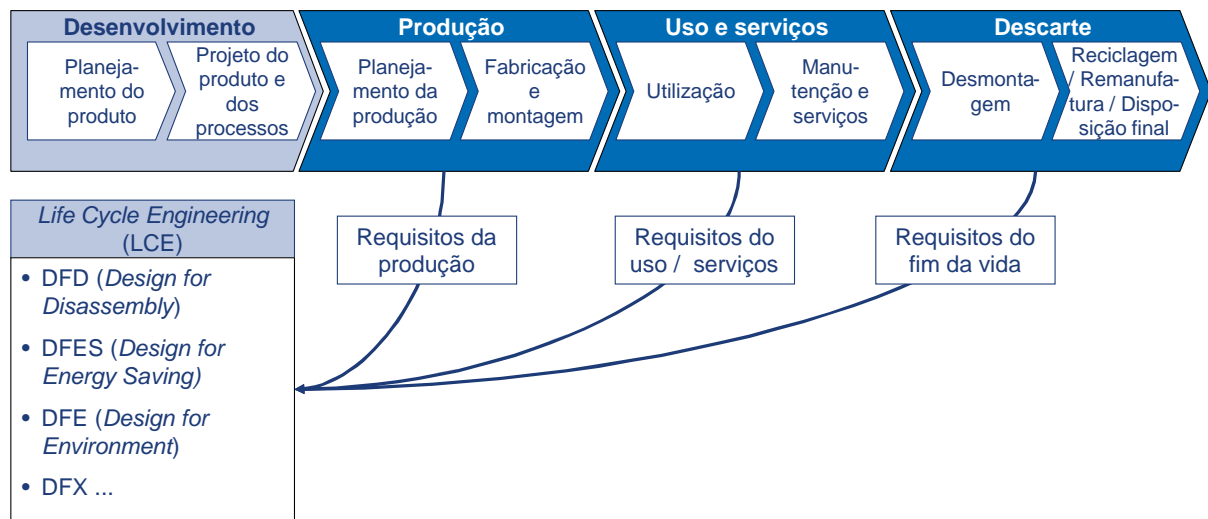 Desenvolvimento
Planeja-
mento do
produto
Projeto do
produto e
dos
processos
Produção
Planeja-
mento da
produção
Fabricação
e
montagem
Uso e serviços
Utilização
Manu-
tenção e
serviços
Descarte
Desmonta-
gem
Reciclagem
/ Remanufa-
tura / Dispo-
sição final
Life Cycle Engineering
(LCE)
• DFD (Design for
Disassembly)
• DFES (Design for
Energy Saving)
• DFE (Design for
Environment)
• DFX ...
Requisitos da
produção
Requisitos do
uso / serviços
Requisitos do
fim da vida